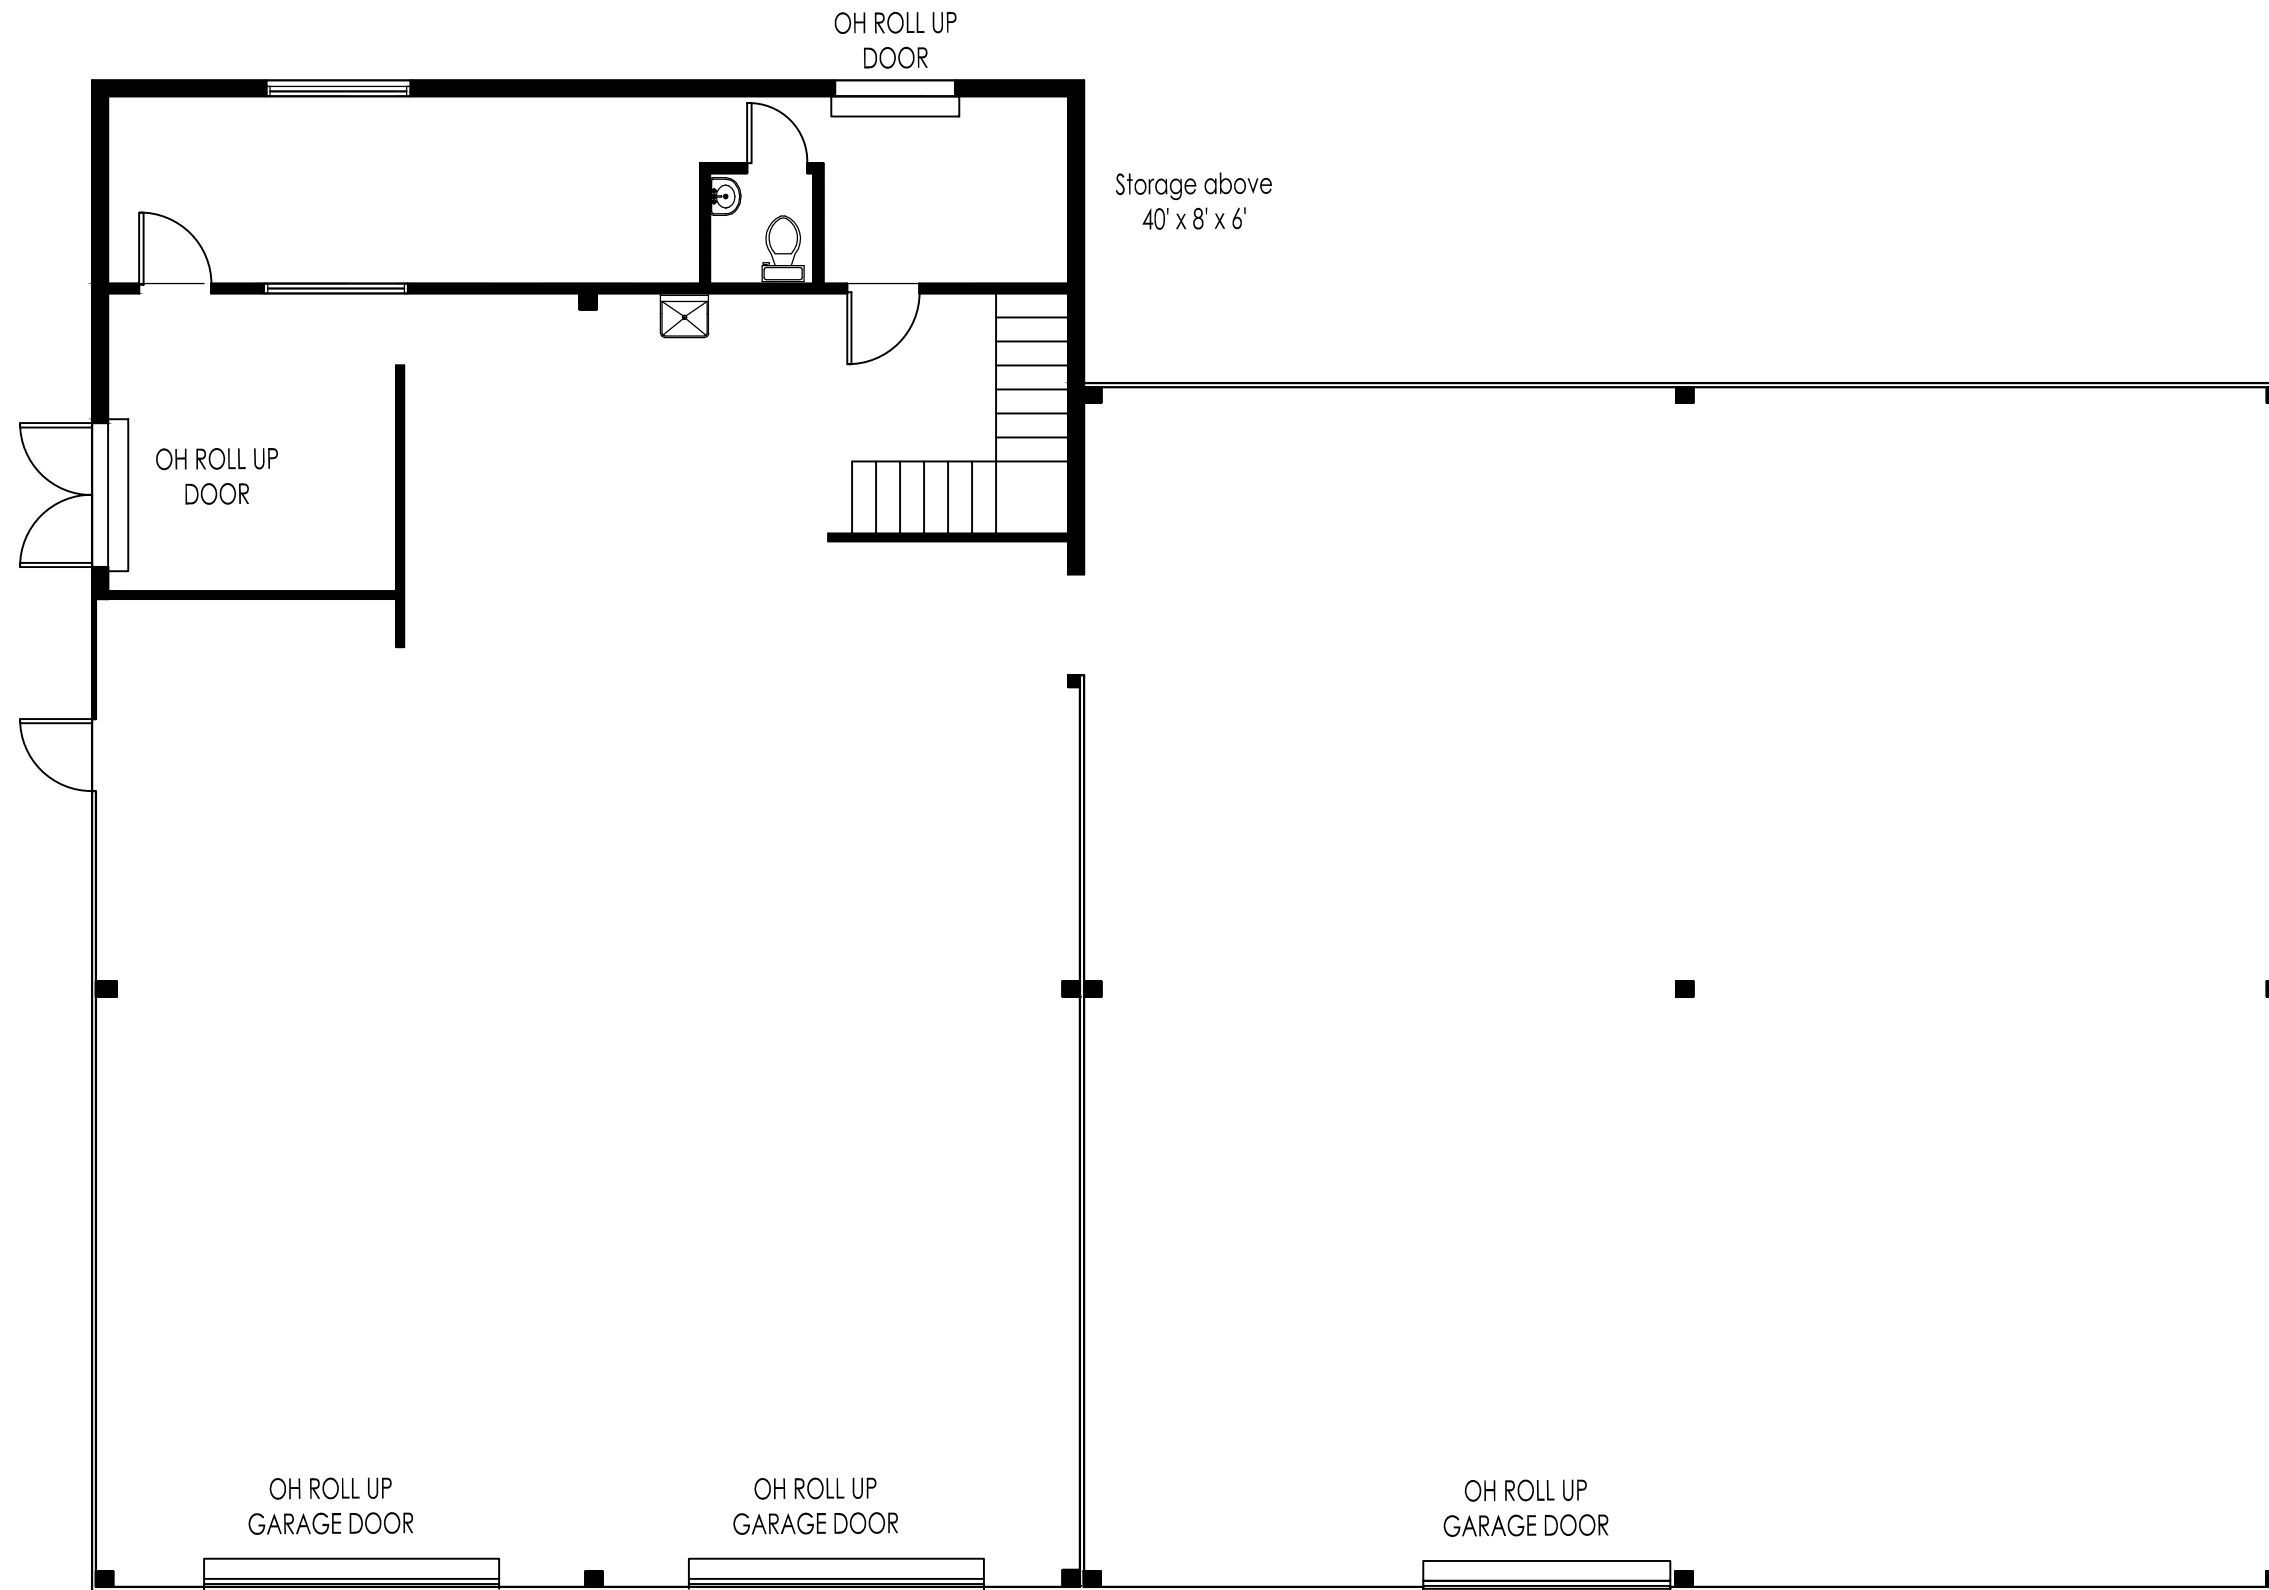 OH ROLL UP
DOOR
Storage above
40' x 8' x 6'
OH ROLL UP
DOOR
OH ROLL UP
GARAGE DOOR
OH ROLL UP
GARAGE DOOR
OH ROLL UP
GARAGE DOOR